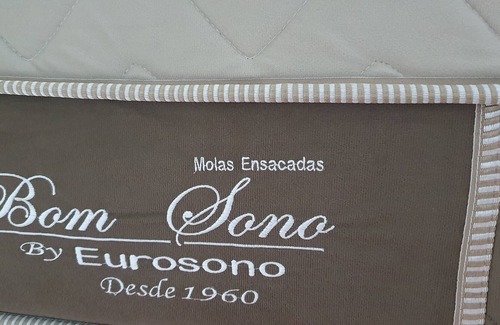 Molas Ensacadas
Bom Sono
By Eurosono
Desde 1960